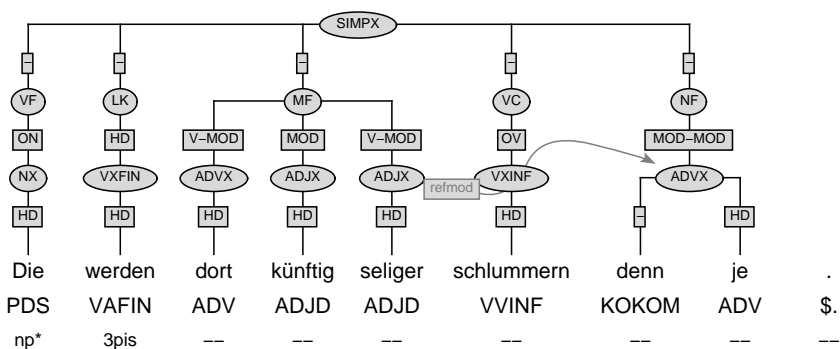 SIMPX
– – – – –
VF LK MF VC NF
ON HD V–MOD MOD V–MOD OV MOD–MOD
NX VXFIN ADVX ADJX ADJX VXINF ADVX
refmod
HD HD HD HD HD HD – HD
Die werden dort künftig seliger schlummern denn je .
PDS VAFIN ADV ADJD ADJD VVINF KOKOM ADV $.
np* 3pis –– –– –– –– –– –– ––